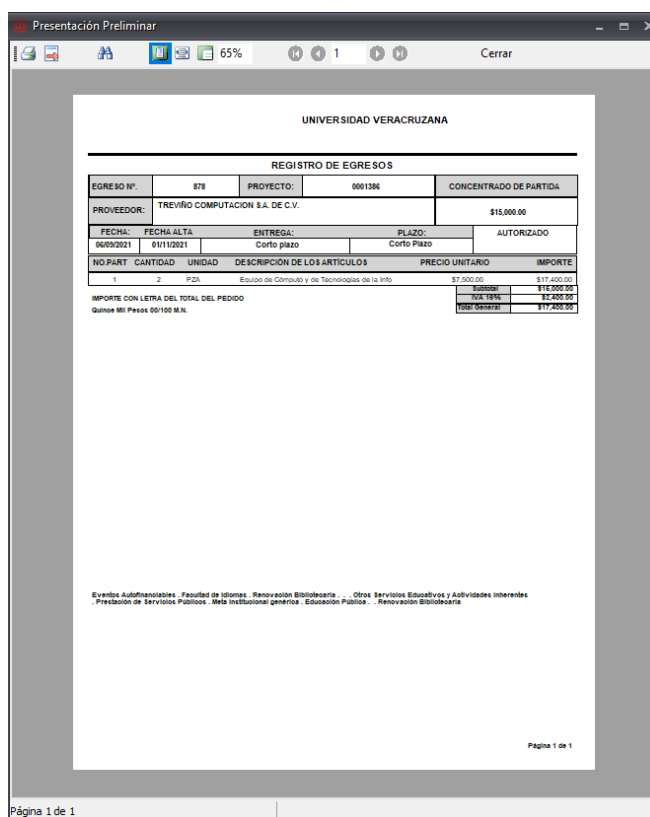 Presentación Preliminar
65%
1
Cerrar
UNIVERSIDAD VERACRUZANA
REGISTRO DE EGRESOS
EGRESO Nº. 878 PROYECTO: 0001386 CONCENTRADO DE PARTIDA
PROVEEDOR: TREVIÑO COMPUTACION S.A. DE C.V. $15,000.00
FECHA: FECHA ALTA ENTREGA: PLAZO: AUTORIZADO
06/09/2021 01/11/2021 Corto plazo Corto Plazo
NO.PART CANTIDAD UNIDAD DESCRIPCIÓN DE LOS ARTÍCULOS PRECIO UNITARIO IMPORTE
1 2 PZA Equipo de Cómputo y de Tecnologías de la Info $7,500.00 $17,400.00
Subtotal $15,000.00
IMPORTE CON LETRA DEL TOTAL DEL PEDIDO IVA 16% $2,400.00
Quince Mil Pesos 00/100 M.N. Total General $17,400.00
Eventos Autofinanciables . Facultad de Idiomas . Renovación Bibliotecaria . . . Otros Servicios Educativos y Actividades Inherentes
. Prestación de Servicios Públicos . Meta Institucional genérica . Educación Pública . . Renovación Bibliotecaria
Página 1 de 1
Página 1 de 1